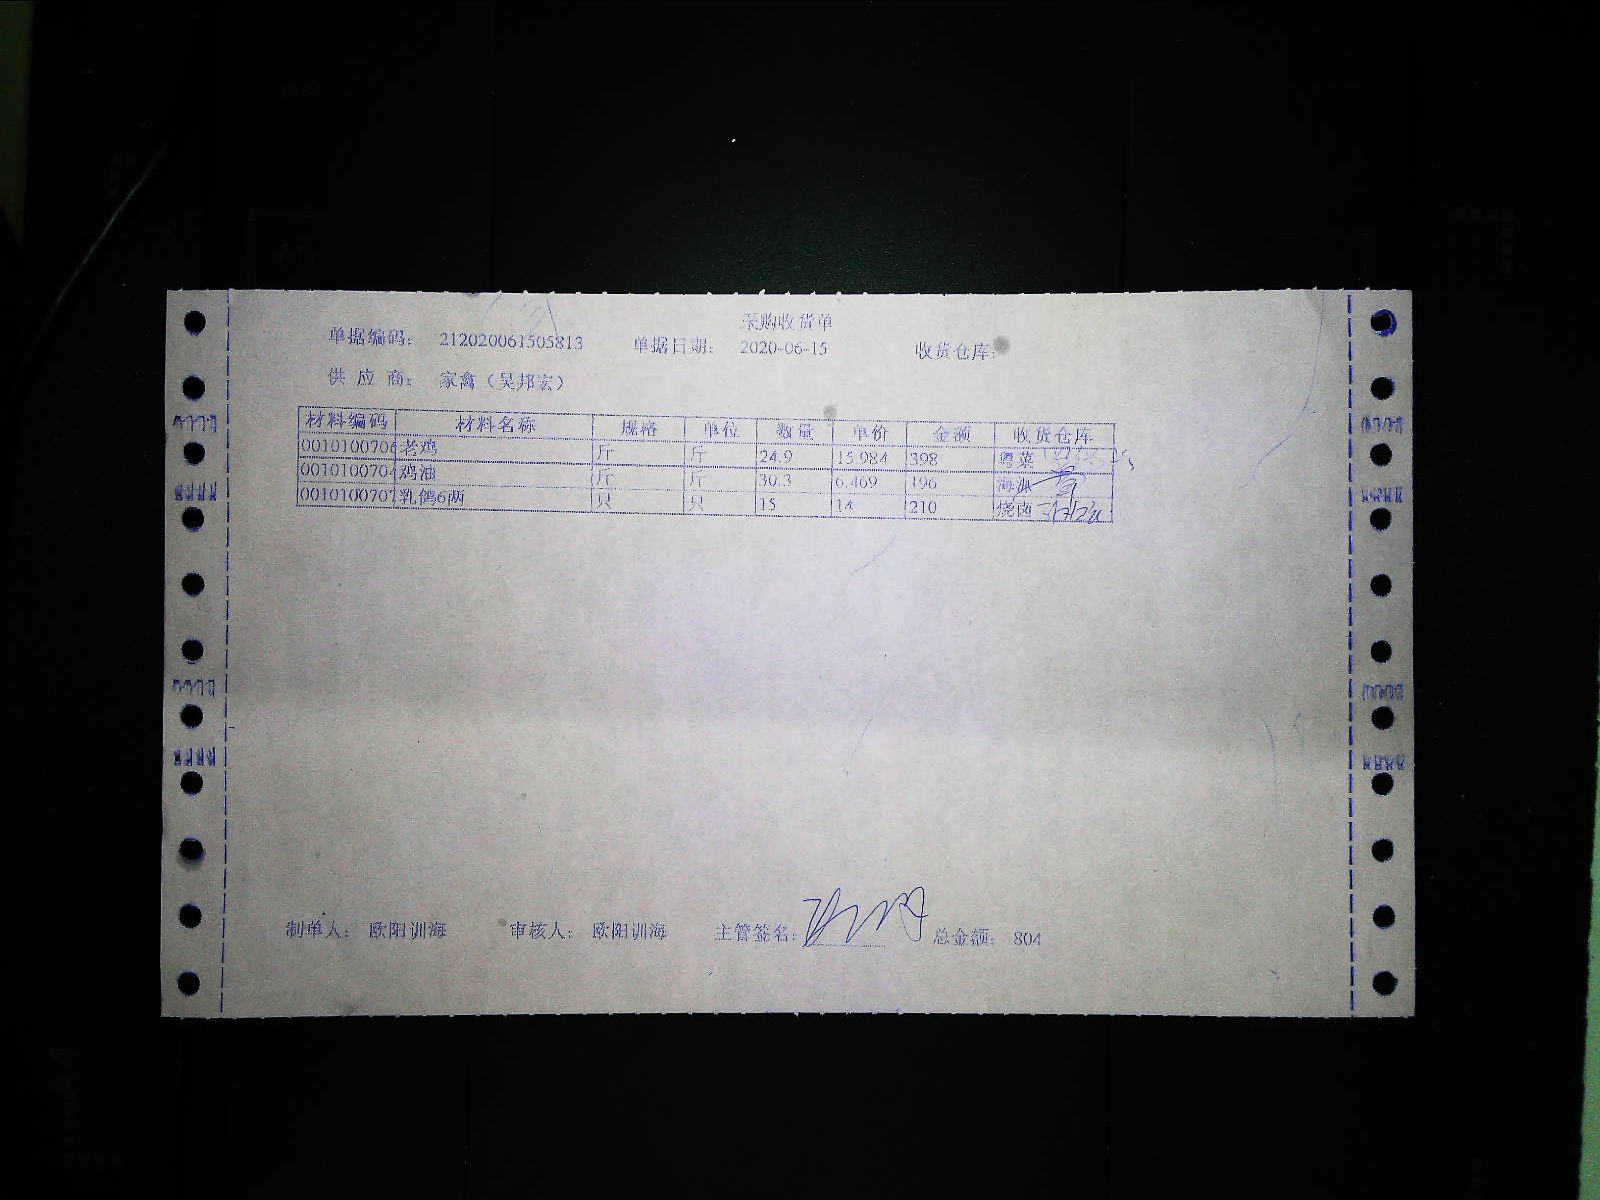 采购收货单
单据编码: 212020061505813 单据日期: 2020-06-15 收货仓库:
供应商: 家禽（吴邦宏）
材料编码 材料名称 规格 单位 数量 单价 金额 收货仓库
0010100706 老鸡 斤 斤 24.9 15.984 398 粤菜
0010100704 鸡油 斤 斤 30.3 6.469 196 海派
0010100707 乳鸽6两 只 只 15 14 210 烧卤
制单人: 欧阳训海 审核人: 欧阳训海 主管签名: 总金额: 804